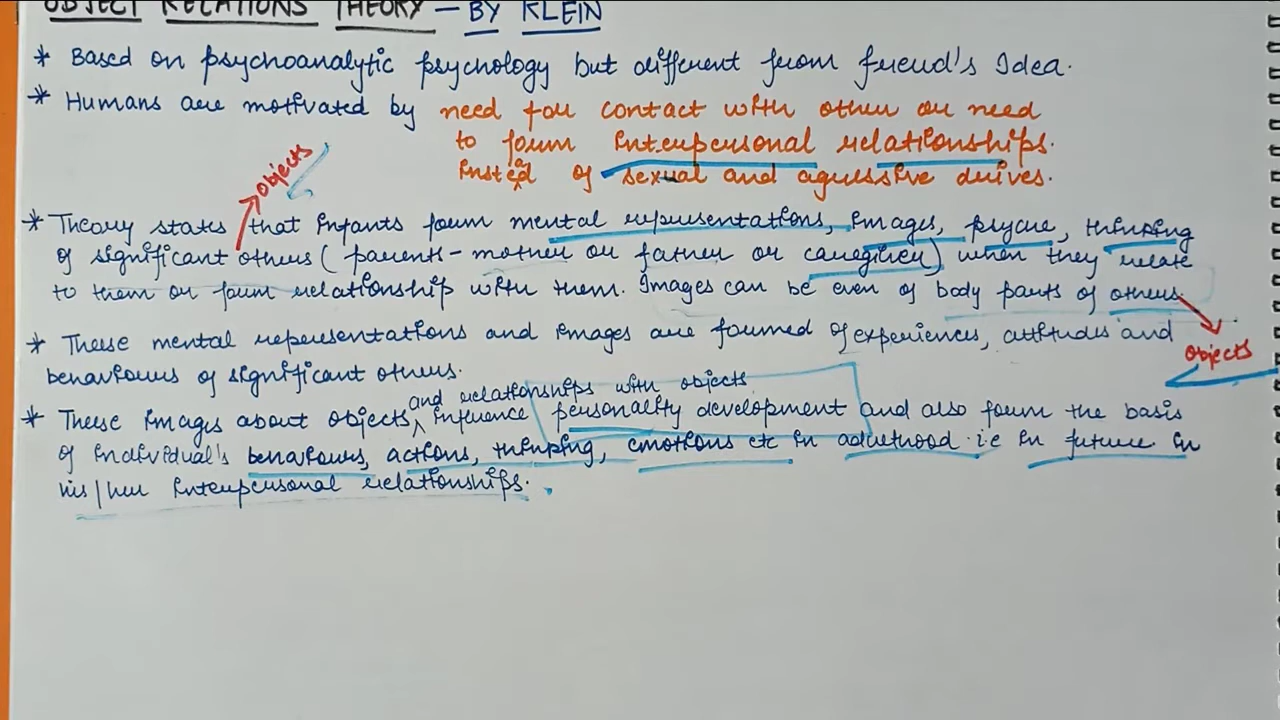 OBJECT RELATIONS THEORY - BY KLEIN
* Based on psychoanalytic psychology but different from freud's Idea.
* Humans are motivated by need for contact with other or need
to form interpersonal relationships.
Insted of sexual and agressive drives.
a
Objects
* Theory states that infants form mental representations, images, psyche, thinking
of significant others (parents - mother or father or caregiver) when they relate
to them or form relationship with them. Images can be even of body parts of others
Objects
* These mental representations and images are formed of experiences, attitudes and
behaviours of significant others.
and relationships with objects
* These images about objects ^ influence personality development and also form the basis
of individual's behaviours, actions, thinking, emotions etc in adulthood i.e in future in
his/her interpersonal relationships.